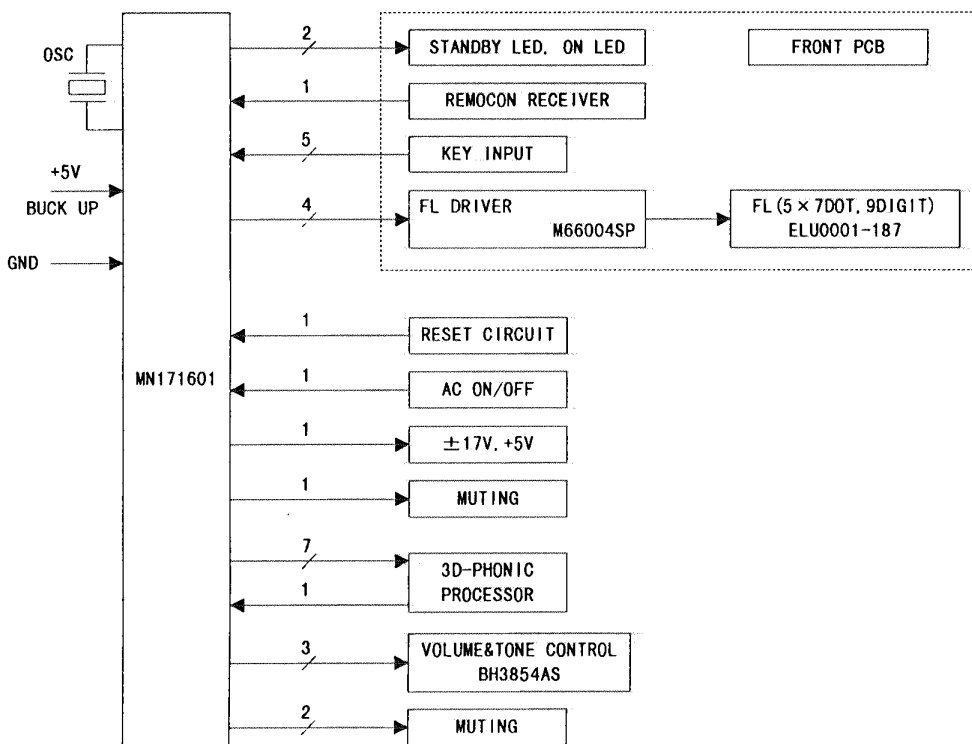 OSC
+5V
BUCK UP
GND
MN171601
2
STANDBY LED. ON LED
FRONT PCB
1
REMOCON RECEIVER
5
KEY INPUT
4
FL DRIVER
M66004SP
FL(5×7DOT, 9DIGIT)
ELU0001-187
1
RESET CIRCUIT
1
AC ON/OFF
1
±17V. +5V
1
MUTING
7
1
3D-PHONIC
PROCESSOR
3
VOLUME&TONE CONTROL
BH3854AS
2
MUTING